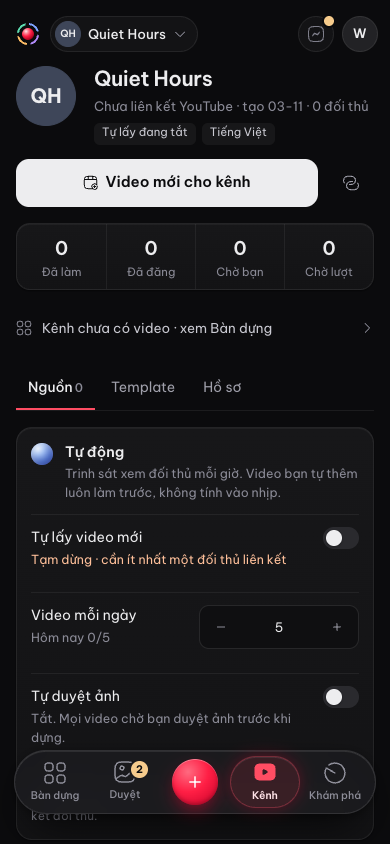 QH Quiet Hours W
QH
Quiet Hours
Chưa liên kết YouTube · tạo 03-11 · 0 đối thủ
Tự lấy đang tắt Tiếng Việt
Video mới cho kênh
0 0 0 0
Đã làm Đã đăng Chờ bạn Chờ lượt
Kênh chưa có video · xem Bàn dựng
Nguồn 0 Template Hồ sơ
Tự động
Trinh sát xem đối thủ mỗi giờ. Video bạn tự thêm
luôn làm trước, không tính vào nhịp.
Tự lấy video mới
Tạm dừng · cần ít nhất một đối thủ liên kết
Video mỗi ngày
Hôm nay 0/5
− 5 +
Tự duyệt ảnh
Tắt. Mọi video chờ bạn duyệt ảnh trước khi
dựng.
2
+
Bàn dựng Duyệt Kênh Khám phá
kết đối thủ.